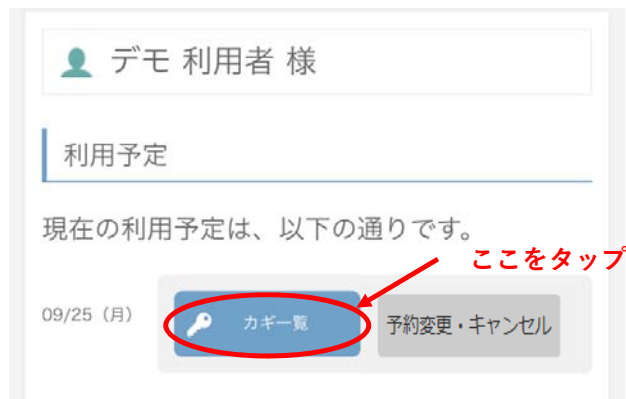 デモ 利用者 様
利用予定
現在の利用予定は、以下の通りです。
ここをタップ
09/25（月）
カギ一覧
予約変更・キャンセル